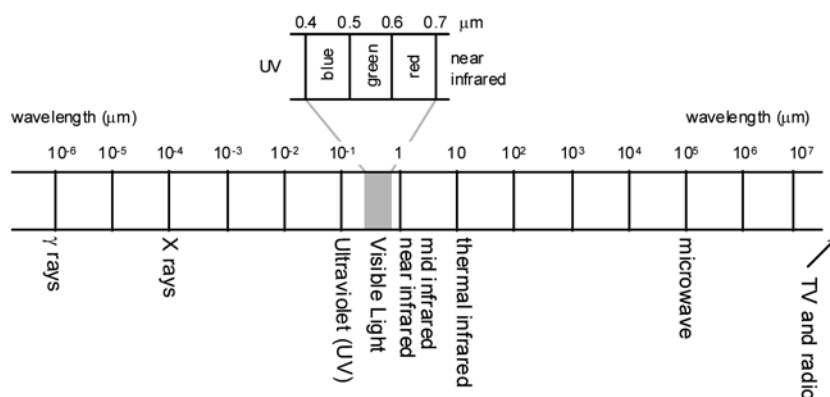 0.4 0.5 0.6 0.7 μm
UV blue green red near
infrared
wavelength (μm) wavelength (μm)
10⁻⁶ 10⁻⁵ 10⁻⁴ 10⁻³ 10⁻² 10⁻¹ 1 10 10² 10³ 10⁴ 10⁵ 10⁶ 10⁷
γ rays
X rays
Ultraviolet (UV)
Visible Light
near infrared
mid infrared
thermal infrared
microwave
TV and radio